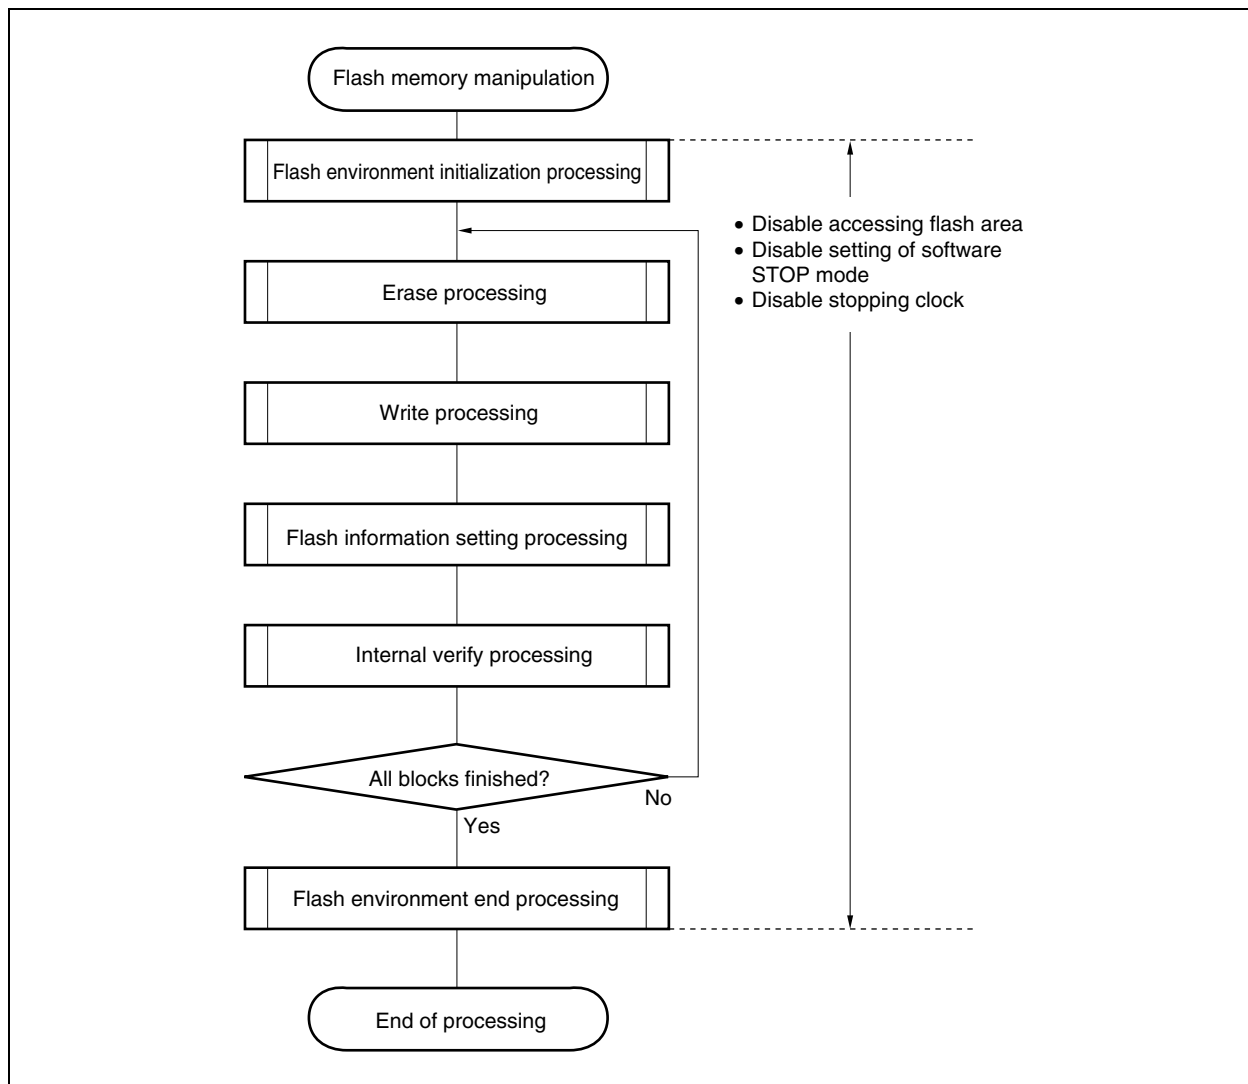 Flash memory manipulation
Flash environment initialization processing
• Disable accessing flash area
• Disable setting of software
STOP mode
• Disable stopping clock
Erase processing
Write processing
Flash information setting processing
Internal verify processing
All blocks finished?
No
Yes
Flash environment end processing
End of processing